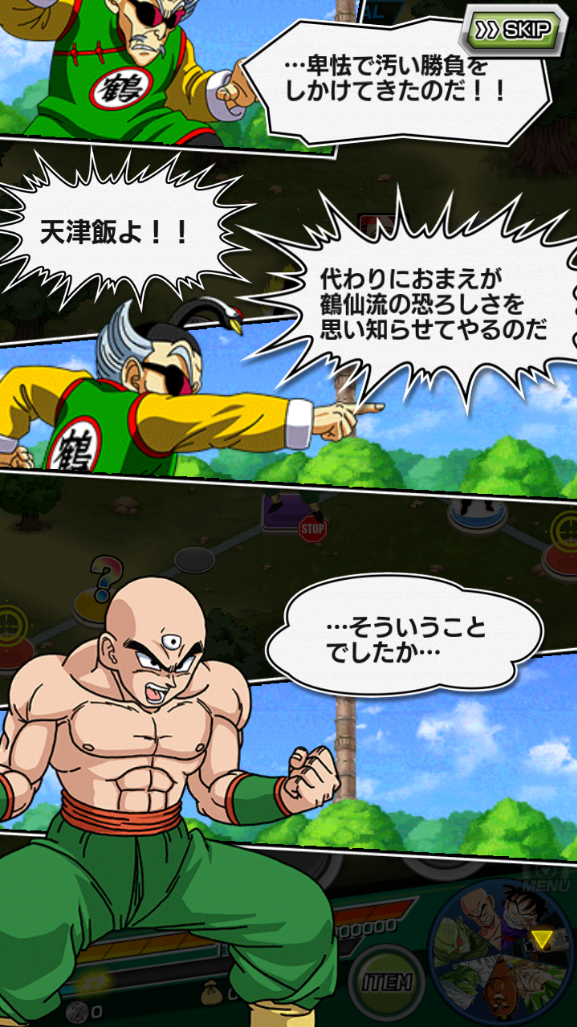 SKIP
…卑怯で汚い勝負を
しかけてきたのだ！！
鶴
天津飯よ！！
代わりにおまえが
鶴仙流の恐ろしさを
思い知らせてやるのだ
鶴
STOP
?
…そういうこと
でしたか…
MENU
ITEM
0